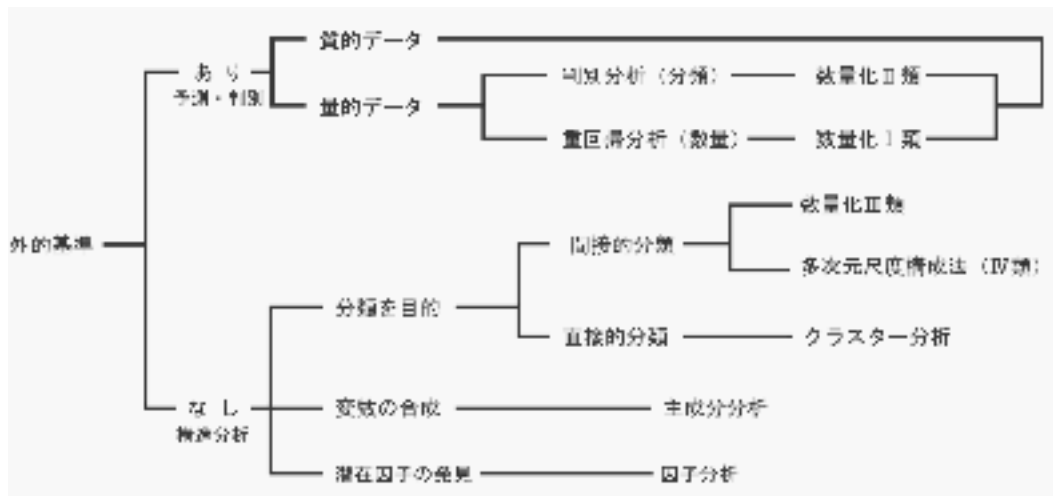 質的データ
あり
判別分析（分類）
数量化Ⅱ類
予測・判別
量的データ
重回帰分析（数量）
数量化Ⅰ類
数量化Ⅲ類
外的基準
間接的分類
多次元尺度構成法（Ⅳ類）
分類を目的
直接的分類
クラスター分析
なし
変数の合成
主成分分析
構造分析
潜在因子の発見
因子分析